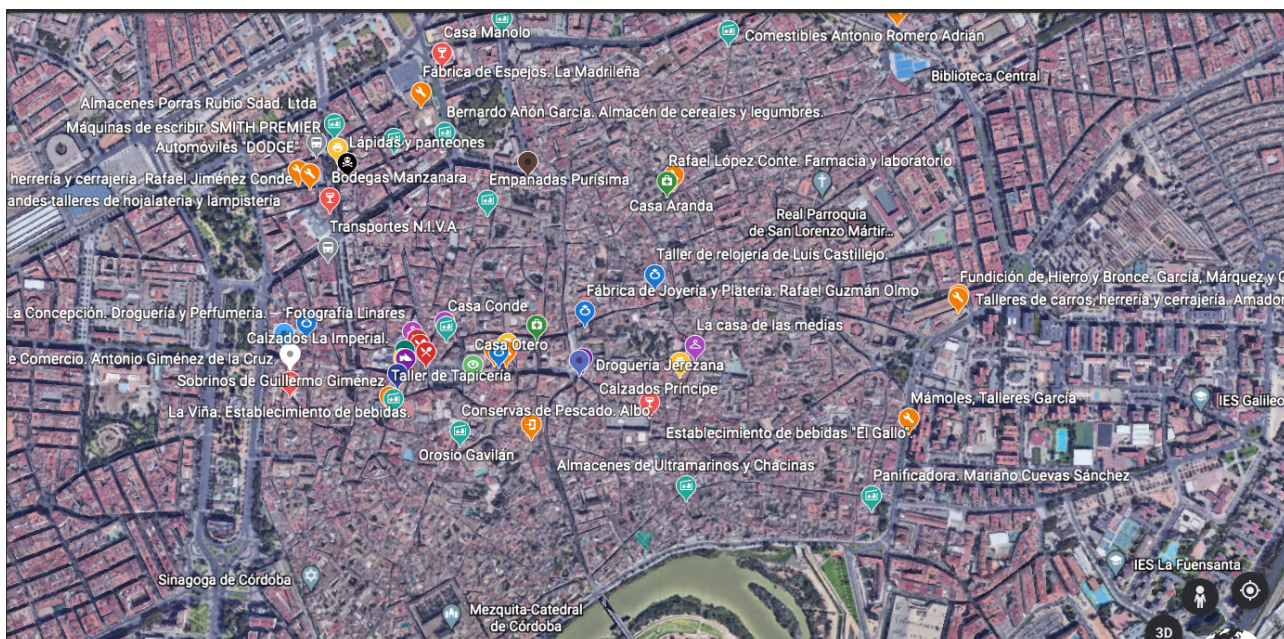 Casa Manolo
Comestibles Antonio Romero Adrián
Fábrica de Espejos. La Madrileña
Biblioteca Central
Almacenes Porras Rubio Sdad. Ltda
Bernardo Añón García. Almacén de cereales y legumbres.
Máquinas de escribir. SMITH PREMIER
Lápidas y panteones
Automóviles "DODGE"
Rafael López Conte. Farmacia y laboratorio
herrería y cerrajería. Rafael Jiménez Conde
Bodegas Manzanara
Empanadas Purísima
andes talleres de hojalatería y lampistería
Casa Aranda
Real Parroquia
de San Lorenzo Mártir...
Transportes N.I.V.A
Taller de relojería de Luís Castillejo.
Fundición de Hierro y Bronce. García, Márquez y C
Fábrica de Joyería y Platería. Rafael Guzmán Olmo
Talleres de carros, herrería y cerrajería. Amador
Casa Conde
La Concepción. Droguería y Perfumería. — Fotografía Linares
La casa de las medias
Calzados La Imperial.
Casa Otero
e Comercio. Antonio Giménez de la Cruz
Droguería Jerezana
Taller de Tapicería
Sobrinos de Guillermo Giménez
Calzados Príncipe
Mámoles, Talleres García
IES Galileo
La Viña. Establecimiento de bebidas.
Conservas de Pescado. Albo.
Establecimiento de bebidas "El Gallo".
Orosio Gavilán
Almacenes de Ultramarinos y Chacinas
Panificadora. Mariano Cuevas Sánchez
IES La Fuensanta
Sinagoga de Córdoba
Mezquita-Catedral
de Córdoba
3D